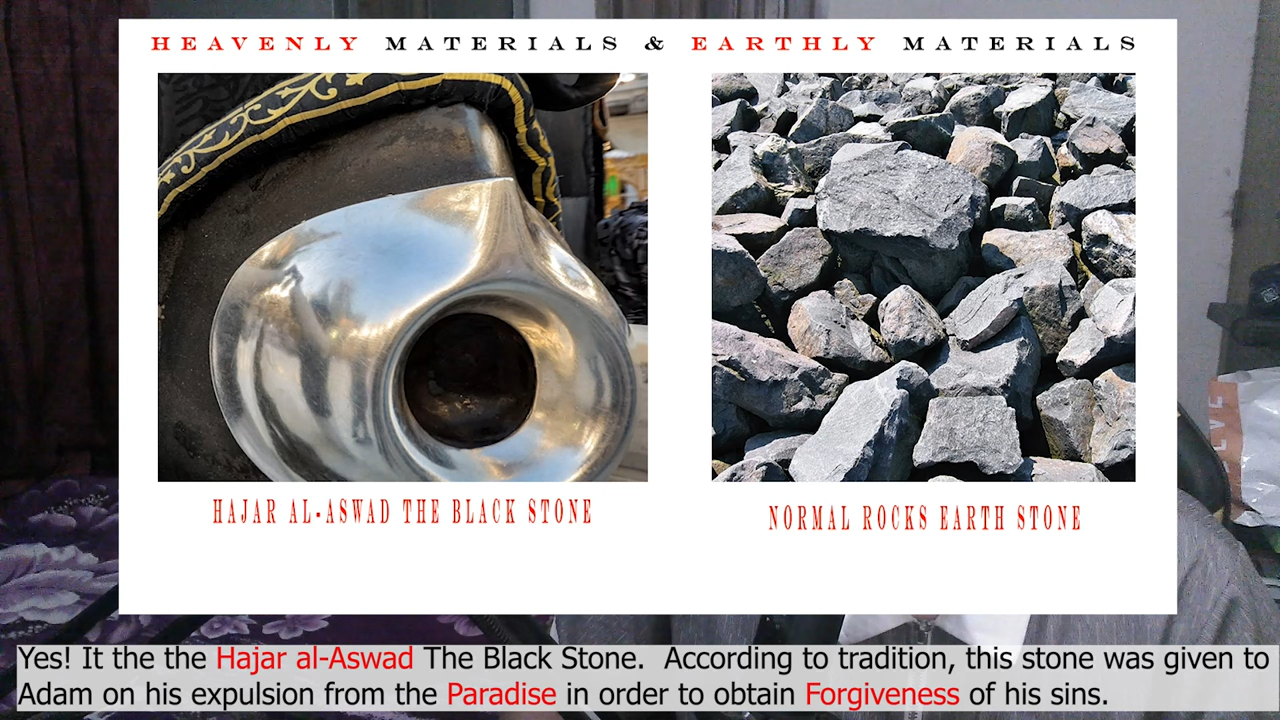 HEAVENLY MATERIALS & EARTHLY MATERIALS
HAJAR AL-ASWAD THE BLACK STONE
NORMAL ROCKS EARTH STONE
Yes! It the the Hajar al-Aswad The Black Stone. According to tradition, this stone was given to
Adam on his expulsion from the Paradise in order to obtain Forgiveness of his sins.